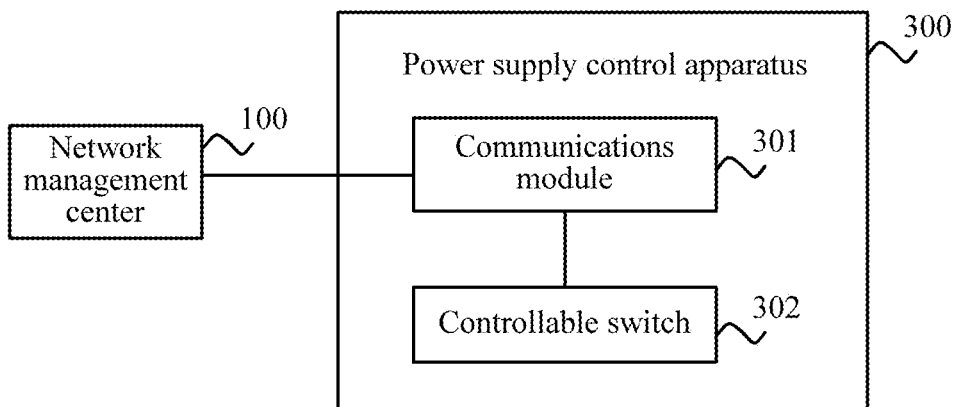 300
Power supply control apparatus
100
Network
management
center
Communications
module
301
Controllable switch
302